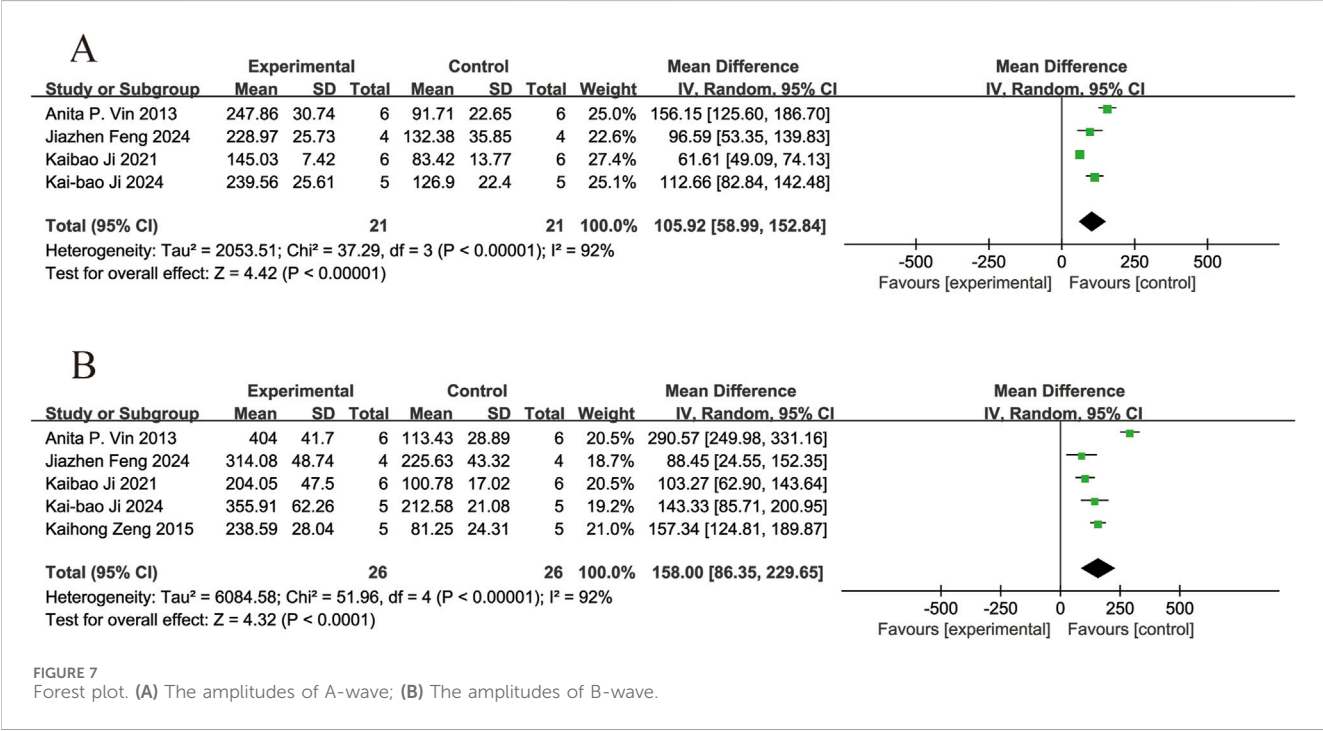 A
Experimental Control Mean Difference Mean Difference
Study or Subgroup Mean SD Total Mean SD Total Weight IV, Random, 95% CI IV, Random, 95% CI
Anita P. Vin 2013 247.86 30.74 6 91.71 22.65 6 25.0% 156.15 [125.60, 186.70]
Jiazhen Feng 2024 228.97 25.73 4 132.38 35.85 4 22.6% 96.59 [53.35, 139.83]
Kaibao Ji 2021 145.03 7.42 6 83.42 13.77 6 27.4% 61.61 [49.09, 74.13]
Kai-bao Ji 2024 239.56 25.61 5 126.9 22.4 5 25.1% 112.66 [82.84, 142.48]
Total (95% CI) 21 21 100.0% 105.92 [58.99, 152.84]
Heterogeneity: Tau² = 2053.51; Chi² = 37.29, df = 3 (P < 0.00001); I² = 92%
Test for overall effect: Z = 4.42 (P < 0.00001)
-500 -250 0 250 500
Favours [experimental] Favours [control]
B
Experimental Control Mean Difference Mean Difference
Study or Subgroup Mean SD Total Mean SD Total Weight IV, Random, 95% CI IV, Random, 95% CI
Anita P. Vin 2013 404 41.7 6 113.43 28.89 6 20.5% 290.57 [249.98, 331.16]
Jiazhen Feng 2024 314.08 48.74 4 225.63 43.32 4 18.7% 88.45 [24.55, 152.35]
Kaibao Ji 2021 204.05 47.5 6 100.78 17.02 6 20.5% 103.27 [62.90, 143.64]
Kai-bao Ji 2024 355.91 62.26 5 212.58 21.08 5 19.2% 143.33 [85.71, 200.95]
Kaihong Zeng 2015 238.59 28.04 5 81.25 24.31 5 21.0% 157.34 [124.81, 189.87]
Total (95% CI) 26 26 100.0% 158.00 [86.35, 229.65]
Heterogeneity: Tau² = 6084.58; Chi² = 51.96, df = 4 (P < 0.00001); I² = 92%
Test for overall effect: Z = 4.32 (P < 0.0001)
-500 -250 0 250 500
Favours [experimental] Favours [control]
FIGURE 7
Forest plot. (A) The amplitudes of A-wave; (B) The amplitudes of B-wave.